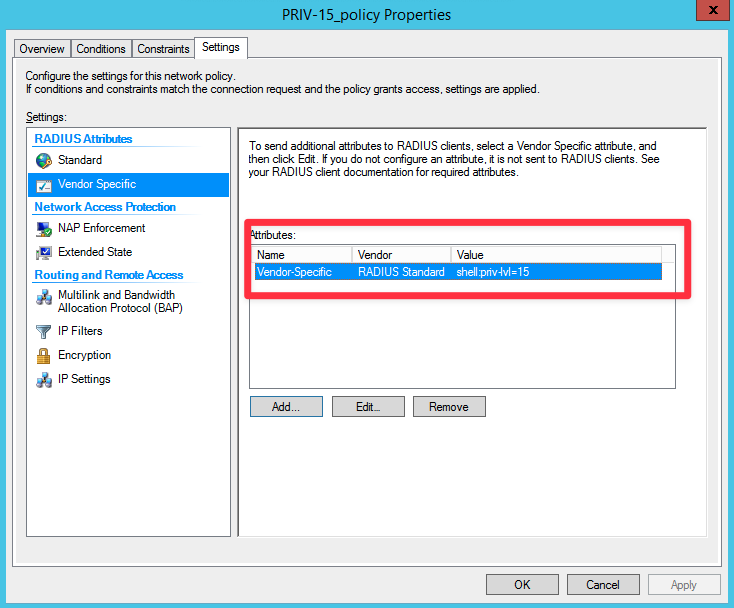 PRIV-15_policy Properties
x
Overview Conditions Constraints Settings
Configure the settings for this network policy.
If conditions and constraints match the connection request and the policy grants access, settings are applied.
Settings:
RADIUS Attributes
Standard
Vendor Specific
Network Access Protection
NAP Enforcement
Extended State
Routing and Remote Access
Multilink and Bandwidth
Allocation Protocol (BAP)
IP Filters
Encryption
IP Settings
To send additional attributes to RADIUS clients, select a Vendor Specific attribute, and
then click Edit. If you do not configure an attribute, it is not sent to RADIUS clients. See
your RADIUS client documentation for required attributes.
Attributes:
Name Vendor Value
Vendor-Specific RADIUS Standard shell:priv-lvl=15
Add... Edit... Remove
OK Cancel Apply